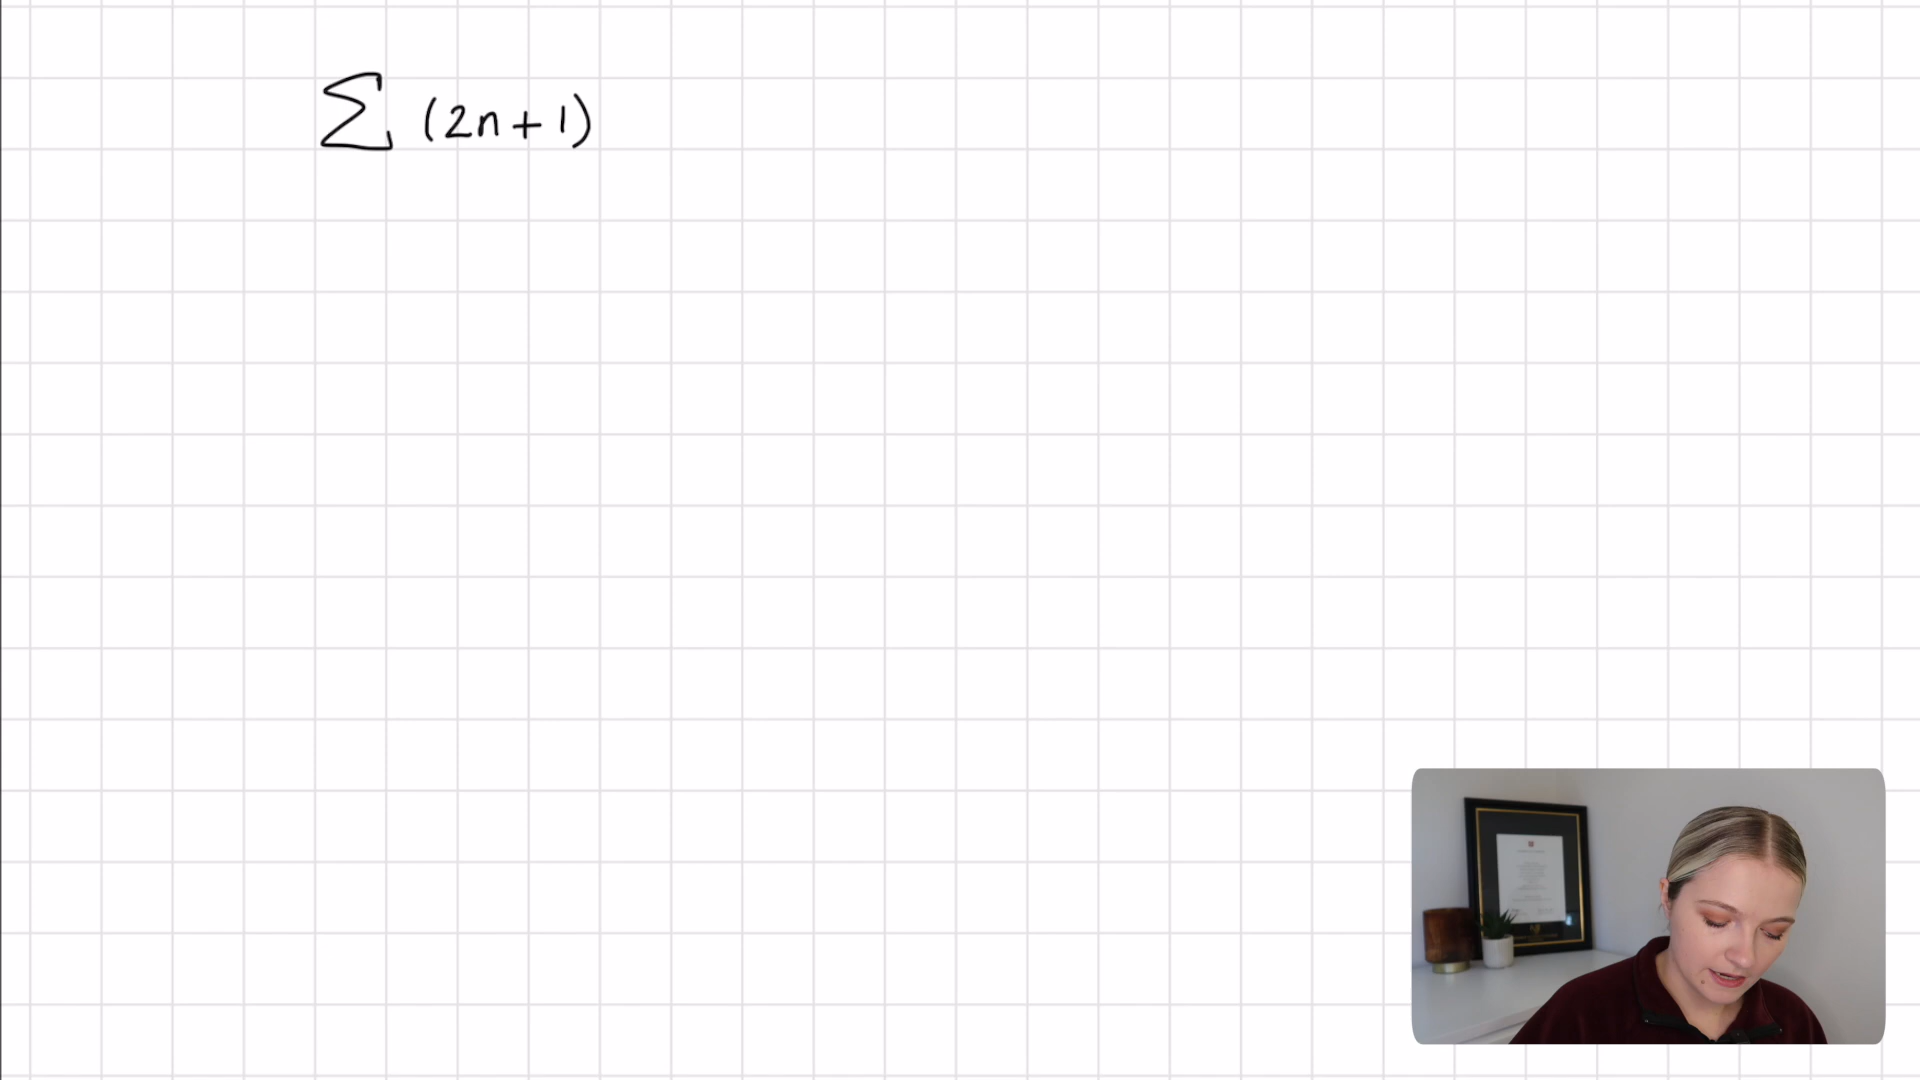 ∑ (2n + 1)